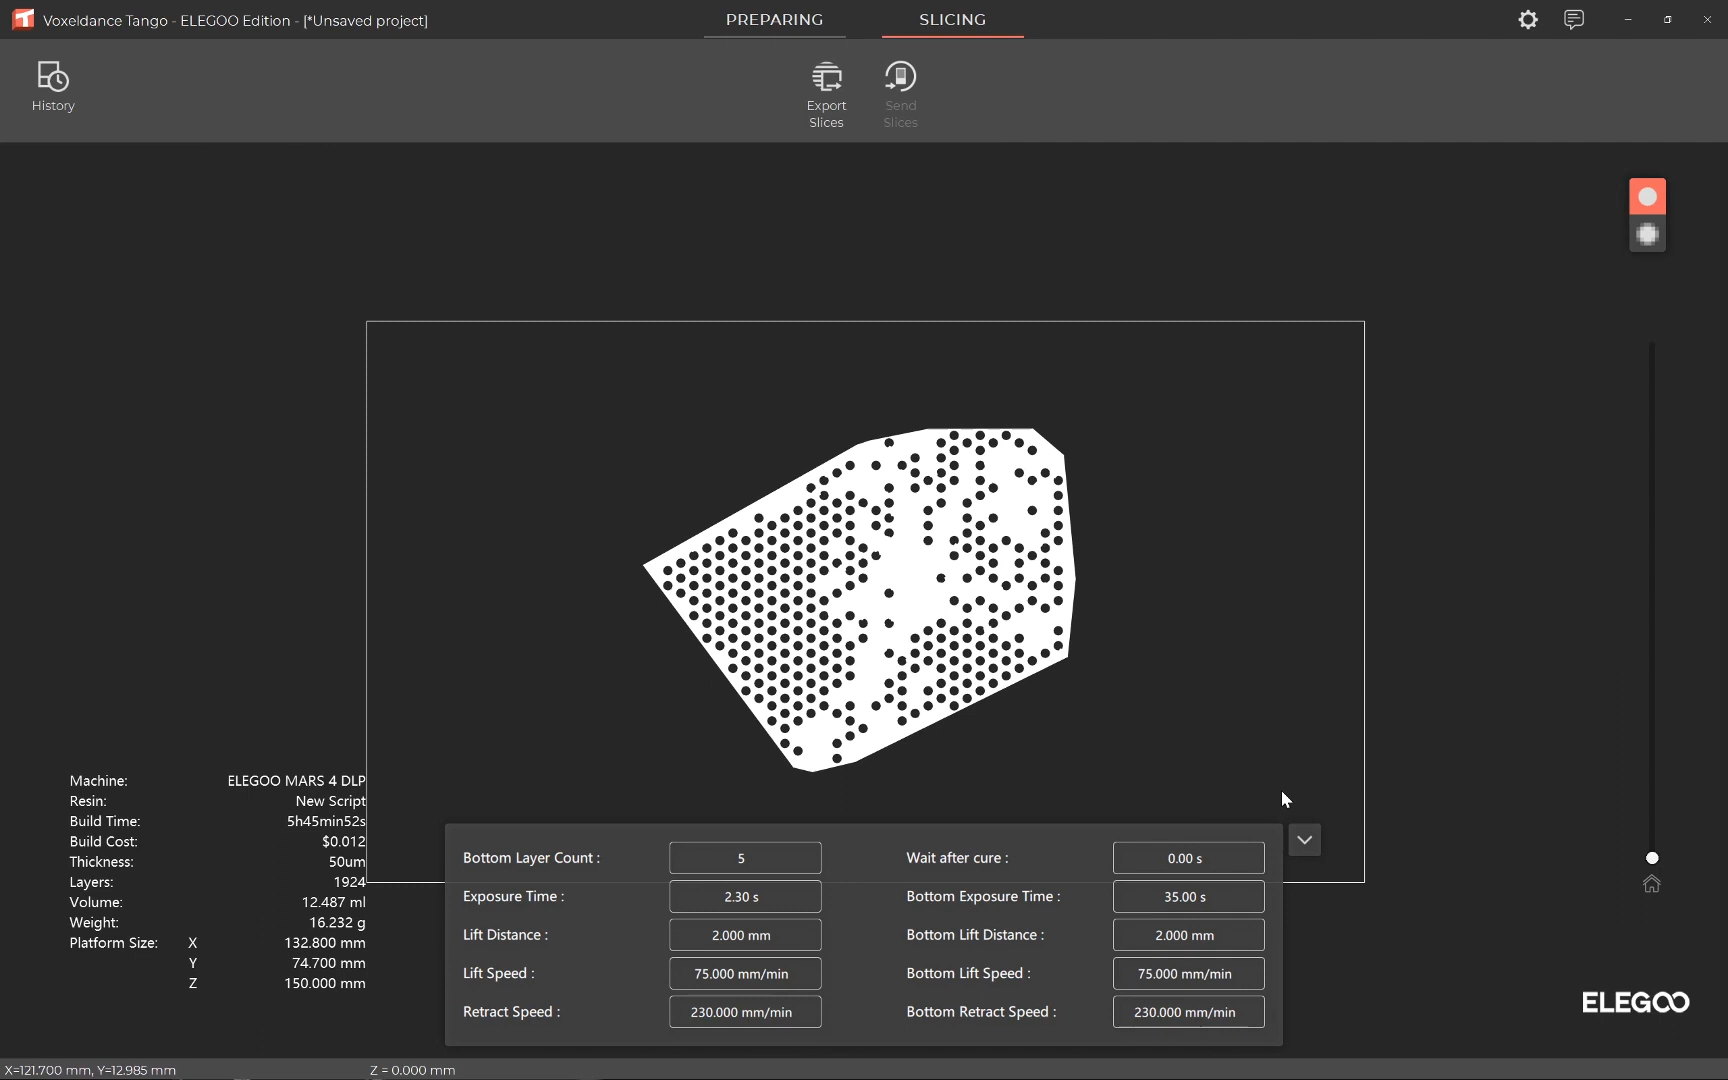 Voxeldance Tango - ELEGOO Edition - [*Unsaved project]
PREPARING
SLICING
History
Export
Slices
Send
Slices
Machine: ELEGOO MARS 4 DLP
Resin: New Script
Build Time: 5h45min52s
Build Cost: $0.012
Thickness: 50um
Layers: 1924
Volume: 12.487 ml
Weight: 16.232 g
Platform Size: X 132.800 mm
Y 74.700 mm
Z 150.000 mm
Bottom Layer Count : 5
Wait after cure : 0.00 s
Exposure Time : 2.30 s
Bottom Exposure Time : 35.00 s
Lift Distance : 2.000 mm
Bottom Lift Distance : 2.000 mm
Lift Speed : 75.000 mm/min
Bottom Lift Speed : 75.000 mm/min
Retract Speed : 230.000 mm/min
Bottom Retract Speed : 230.000 mm/min
ELEGOO
X=121.700 mm, Y=12.985 mm
Z = 0.000 mm